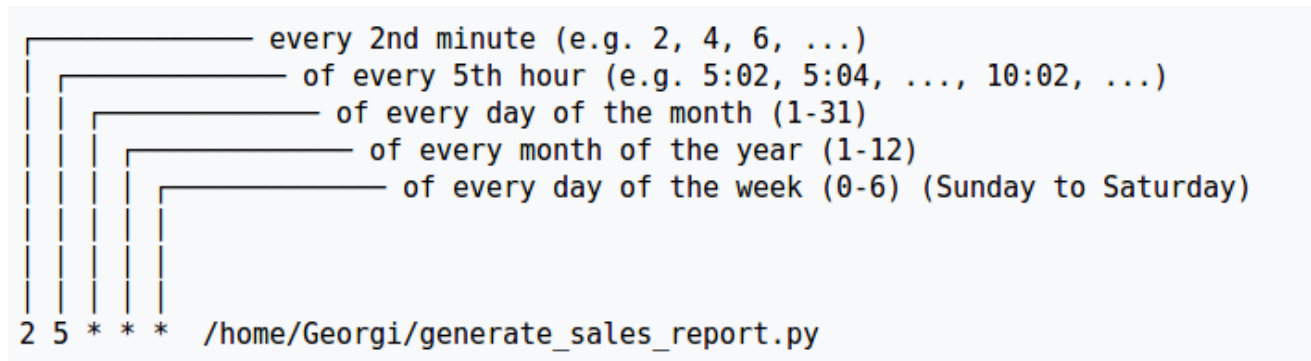 every 2nd minute (e.g. 2, 4, 6, ...)
of every 5th hour (e.g. 5:02, 5:04, ..., 10:02, ...)
of every day of the month (1-31)
of every month of the year (1-12)
of every day of the week (0-6) (Sunday to Saturday)
2 5 * * * /home/Georgi/generate_sales_report.py